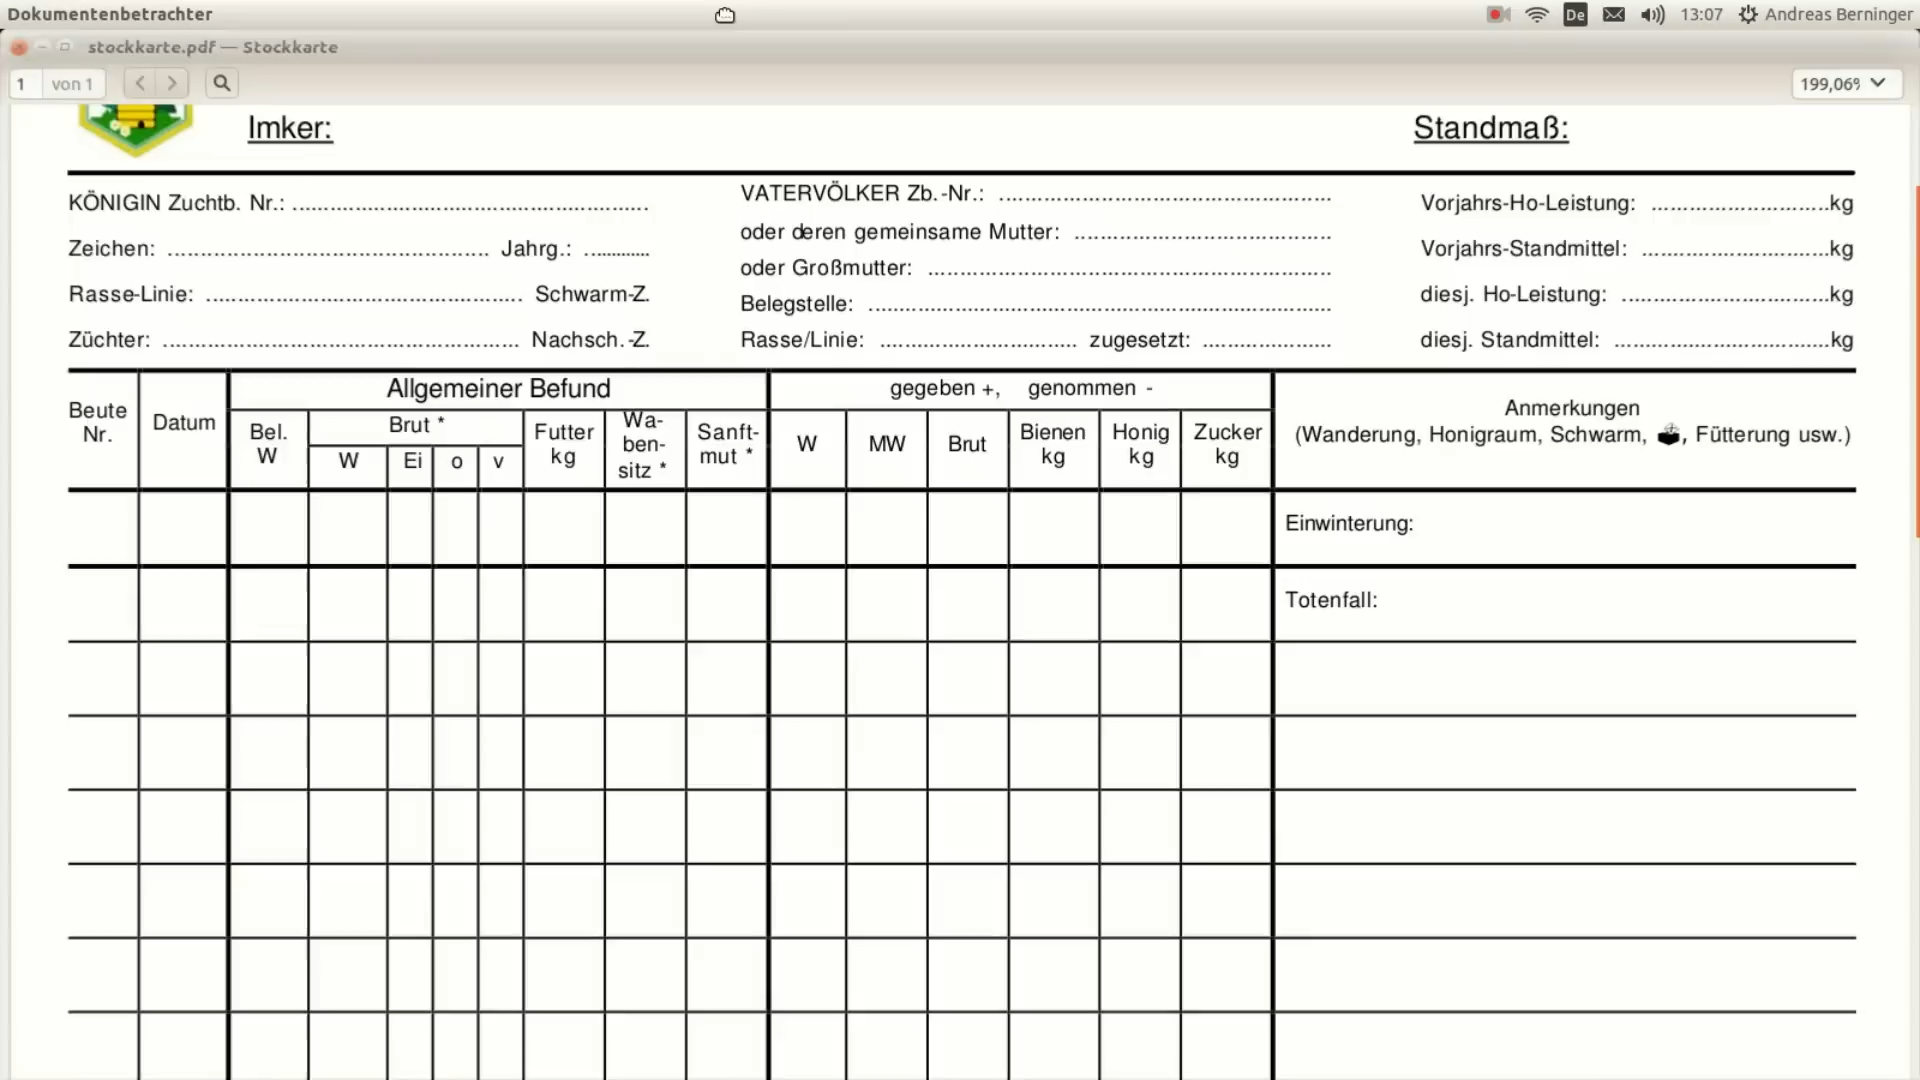 Dokumentenbetrachter
De
13:07
Andreas Berninger
stockkarte.pdf — Stockkarte
1
von 1
199,06%
Imker:
Standmaß:
KÖNIGIN Zuchtb. Nr.: ........................................................
Zeichen: .................................................. Jahrg.: ............
Rasse-Linie: .................................................. Schwarm-Z.
Züchter: ........................................................ Nachsch.-Z.
VATERVÖLKER Zb.-Nr.: ....................................................
oder deren gemeinsame Mutter: ........................................
oder Großmutter: ...............................................................
Belegstelle: .........................................................................
Rasse/Linie: ............................... zugesetzt: ....................
Vorjahrs-Ho-Leistung: ............................kg
Vorjahrs-Standmittel: .............................kg
diesj. Ho-Leistung: ................................kg
diesj. Standmittel: ..................................kg
Beute Nr.
Datum
Allgemeiner Befund
Bel. W
Brut *
W
Ei
o
v
Futter kg
Wa-
ben-
sitz *
Sanft-
mut *
gegeben +, genommen -
W
MW
Brut
Bienen kg
Honig kg
Zucker kg
Anmerkungen
(Wanderung, Honigraum, Schwarm, , Fütterung usw.)
Einwinterung:
Totenfall: